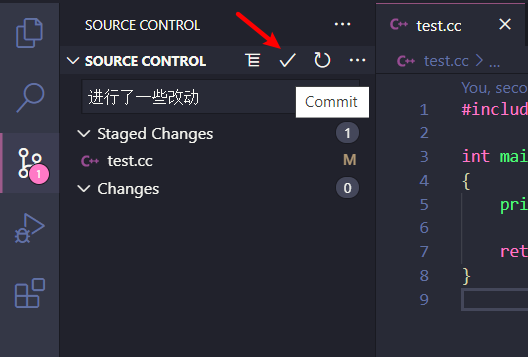 SOURCE CONTROL
SOURCE CONTROL
进行了一些改动
Commit
Staged Changes 1
C++ test.cc M
Changes 0
1
C++ test.cc
C++ test.cc > ...
You, seco
1 #includ
2
3 int mai
4 {
5 pri
6
7 ret
8 }
9